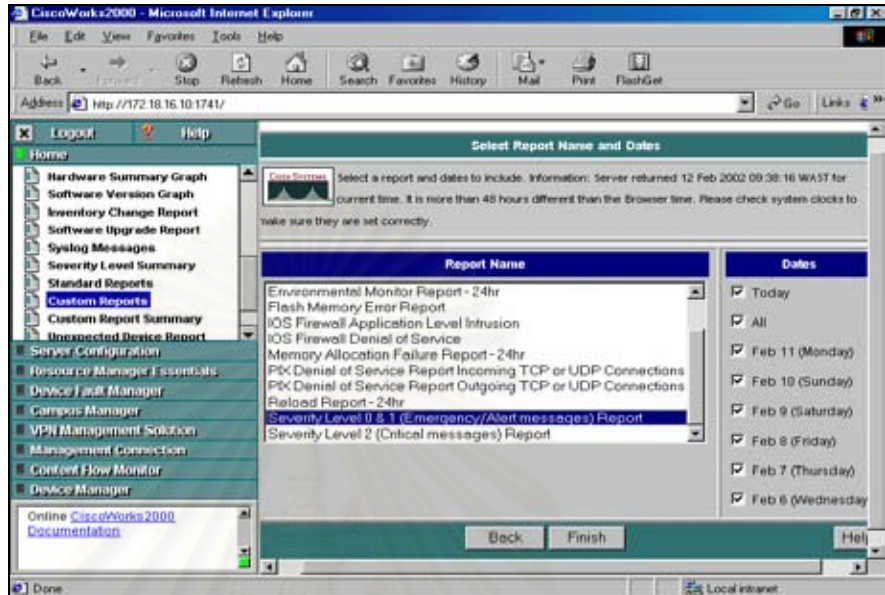 CiscoWorks2000 - Microsoft Internet Explorer
File Edit View Favorites Tools Help
Back Forward Stop Refresh Home Search Favorites History Mail Print FlashGet
Address http://172.18.16.10:1741/ Go Links
Logout Help
Home
Hardware Summary Graph
Software Version Graph
Inventory Change Report
Software Upgrade Report
Syslog Messages
Severity Level Summary
Standard Reports
Custom Reports
Custom Report Summary
Unexpected Device Report
Server Configuration
Resource Manager Essentials
Device Fault Manager
Campus Manager
VPN Management Solution
Management Connection
Content Flow Monitor
Device Manager
Online CiscoWorks2000
Documentation
Select Report Name and Dates
CISCO SYSTEMS
Select a report and dates to include. Information: Server returned 12 Feb 2002 09:38:16 WAST for
current time. It is more than 48 hours different than the Browser time. Please check system clocks to
make sure they are set correctly.
Report Name
Environmental Monitor Report - 24hr
Flash Memory Error Report
IOS Firewall Application Level Intrusion
IOS Firewall Denial of Service
Memory Allocation Failure Report - 24hr
PIX Denial of Service Report Incoming TCP or UDP Connections
PIX Denial of Service Report Outgoing TCP or UDP Connections
Reload Report - 24hr
Severity Level 0 & 1 (Emergency/Alert messages) Report
Severity Level 2 (Critical messages) Report
Dates
Today
All
Feb 11 (Monday)
Feb 10 (Sunday)
Feb 9 (Saturday)
Feb 8 (Friday)
Feb 7 (Thursday)
Feb 6 (Wednesday
Back Finish Help
Done Local intranet